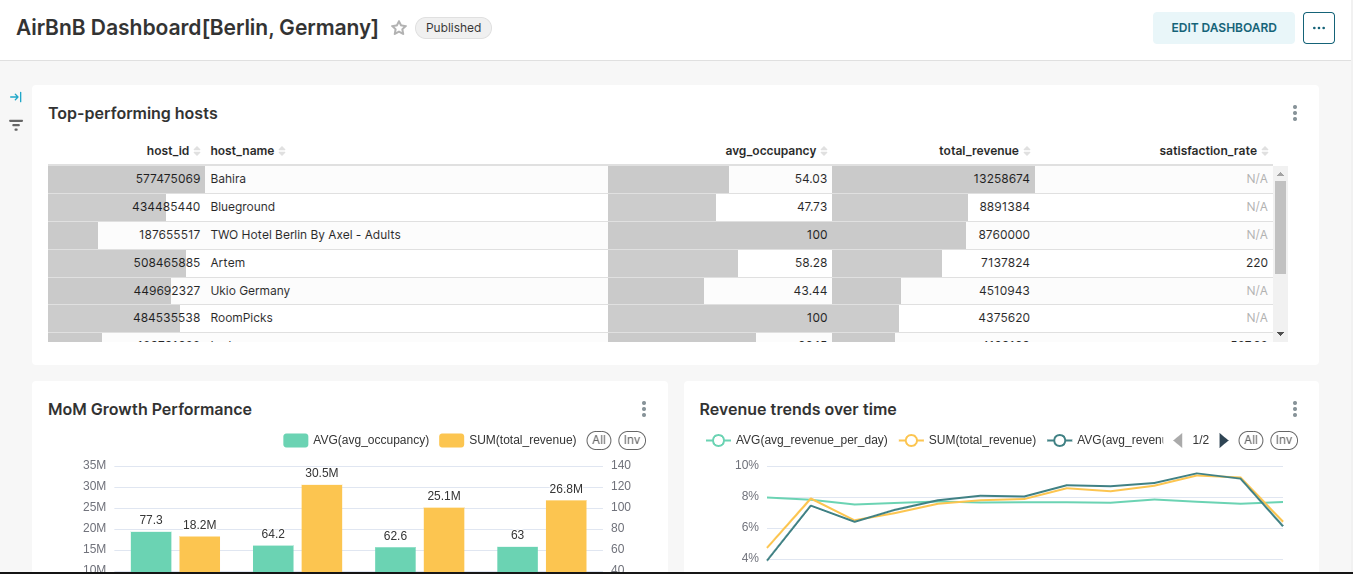 AirBnB Dashboard[Berlin, Germany] Published EDIT DASHBOARD ...
Top-performing hosts
host_id host_name avg_occupancy total_revenue satisfaction_rate
577475069 Bahira 54.03 13258674 N/A
434485440 Blueground 47.73 8891384 N/A
187655517 TWO Hotel Berlin By Axel - Adults 100 8760000 N/A
508465885 Artem 58.28 7137824 220
449692327 Ukio Germany 43.44 4510943 N/A
484535538 RoomPicks 100 4375620 N/A
MoM Growth Performance
AVG(avg_occupancy) SUM(total_revenue) All Inv
35M 140
30.5M
30M 120
26.8M
25M 25.1M 100
77.3 18.2M
20M 64.2 62.6 63 80
15M 60
10M 40
Revenue trends over time
AVG(avg_revenue_per_day) SUM(total_revenue) AVG(avg_reven 1/2 All Inv
10%
8%
6%
4%